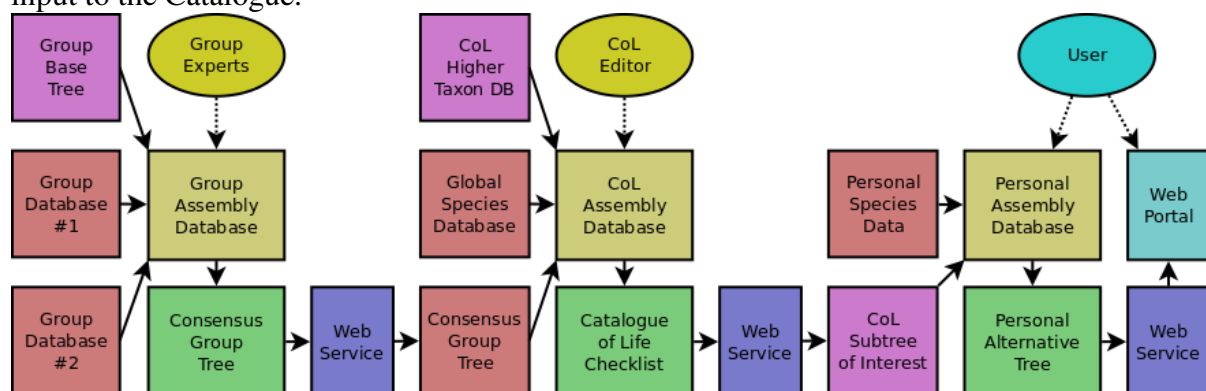 input to the Catalogue.
Group
Base
Tree
Group
Experts
CoL
Higher
Taxon DB
CoL
Editor
User
Group
Database
#1
Group
Assembly
Database
Global
Species
Database
CoL
Assembly
Database
Personal
Species
Data
Personal
Assembly
Database
Web
Portal
Group
Database
#2
Consensus
Group
Tree
Web
Service
Consensus
Group
Tree
Catalogue
of Life
Checklist
Web
Service
CoL
Subtree
of Interest
Personal
Alternative
Tree
Web
Service